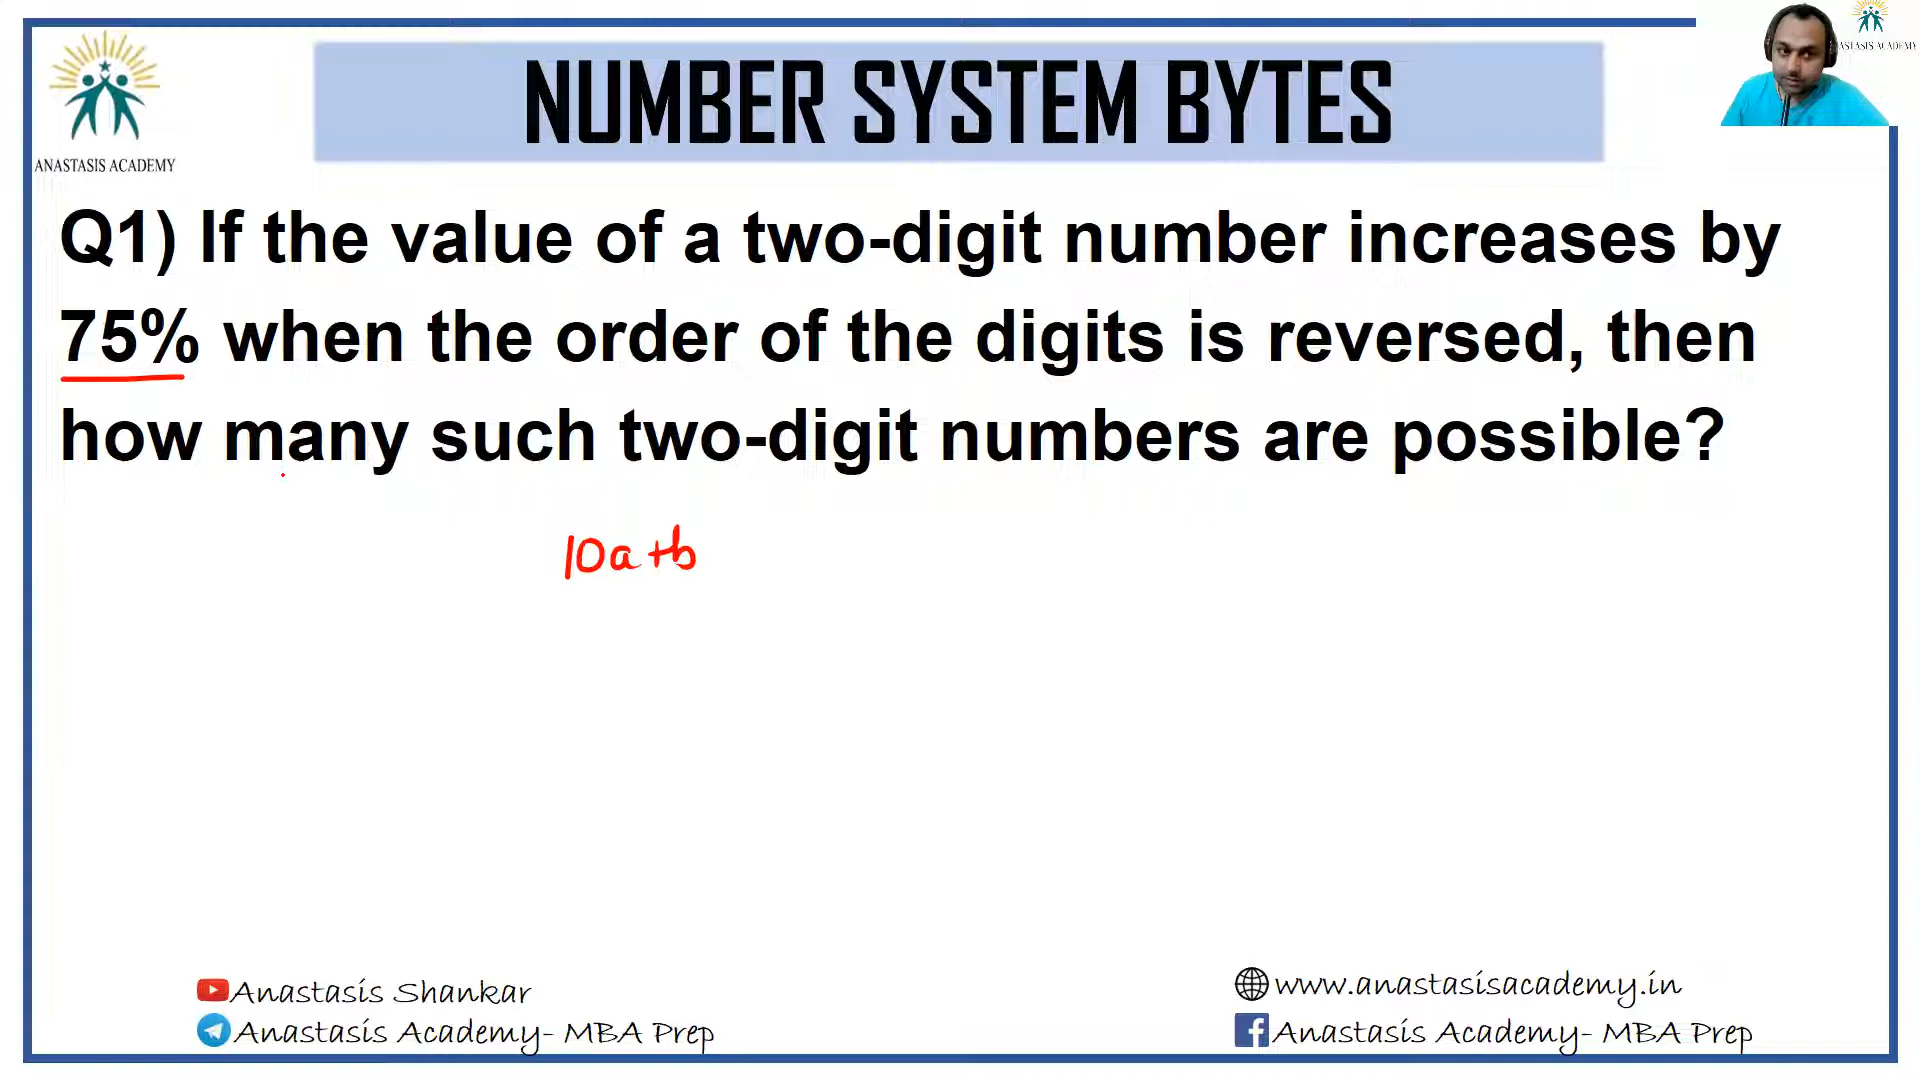 NUMBER SYSTEM BYTES
ANASTASIS ACADEMY
ASTASIS ACADEMY
Q1) If the value of a two-digit number increases by
75% when the order of the digits is reversed, then
how many such two-digit numbers are possible?
10a+b
Anastasis Shankar
Anastasis Academy- MBA Prep
www.anastasisacademy.in
Anastasis Academy- MBA Prep